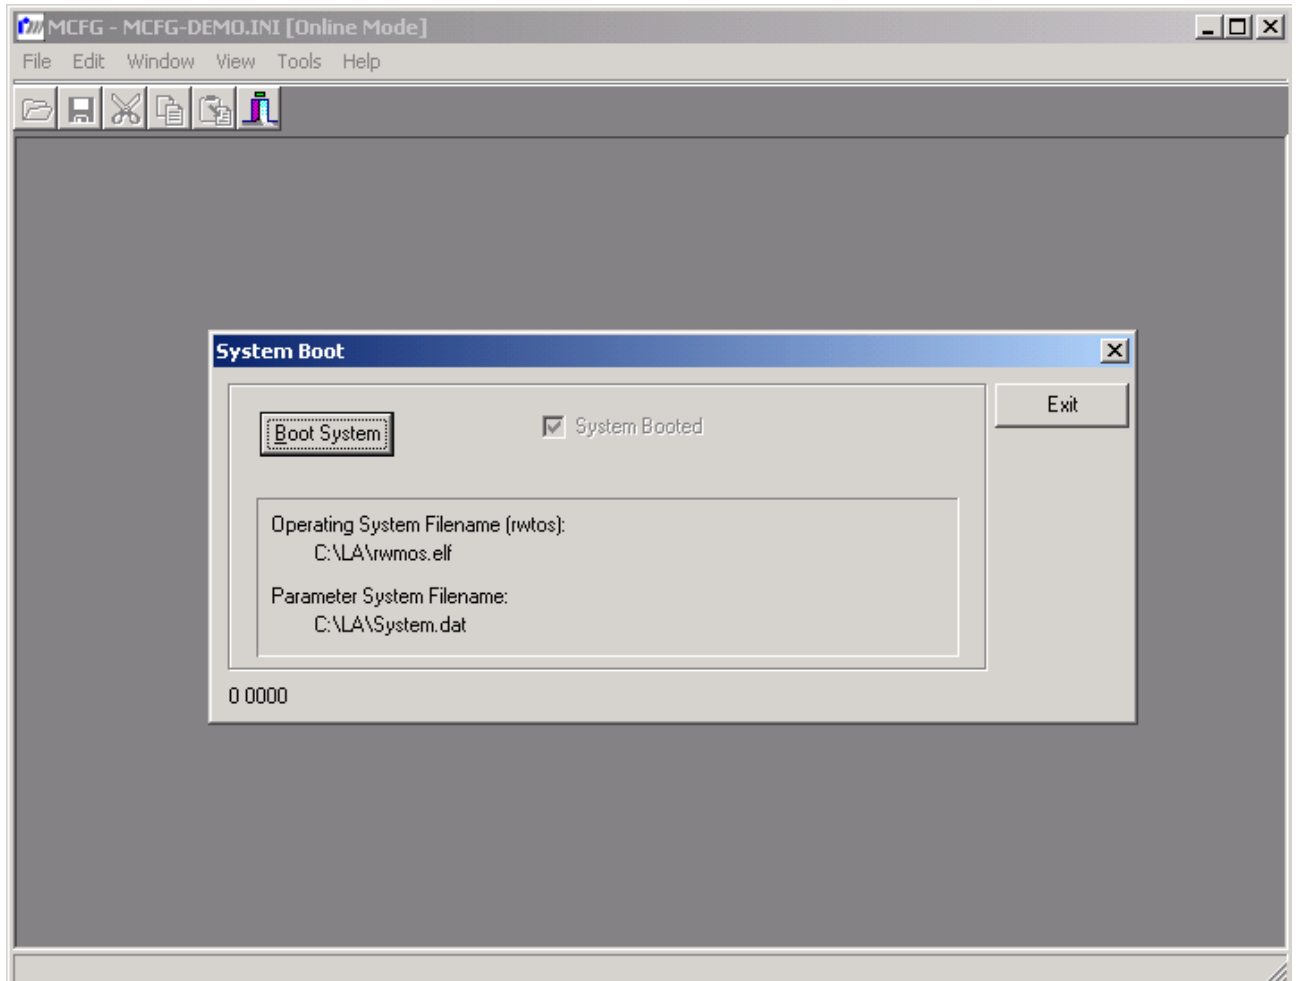 MCFG - MCFG-DEMO.INI [Online Mode]
File Edit Window View Tools Help
System Boot
Boot System
System Booted
Exit
Operating System Filename (rwtos):
C:\LA\rwmos.elf
Parameter System Filename:
C:\LA\System.dat
0 0000